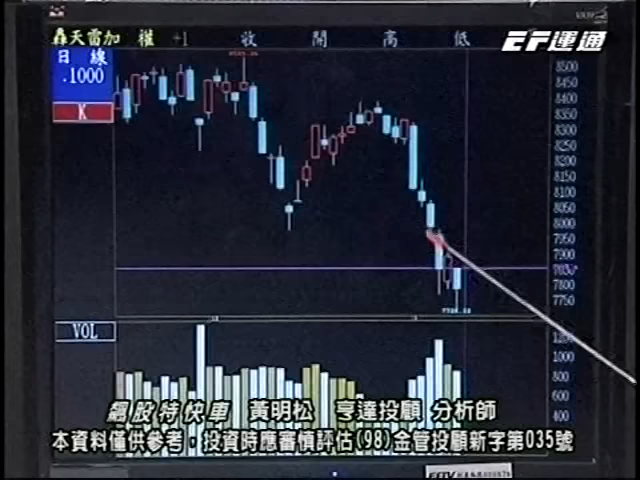 轟天雷加 權 +1 收 開 高 低
EF運通
日 線
.1000
K
8500
8450
8400
8350
8300
8250
8200
8150
8100
8050
8000
7950
7900
7800
7750
VOL
1000
800
600
400
飆股特快車 黃明松 亨達投顧 分析師
本資料僅供參考,投資時應審慎評估(98)金管投顧新字第035號